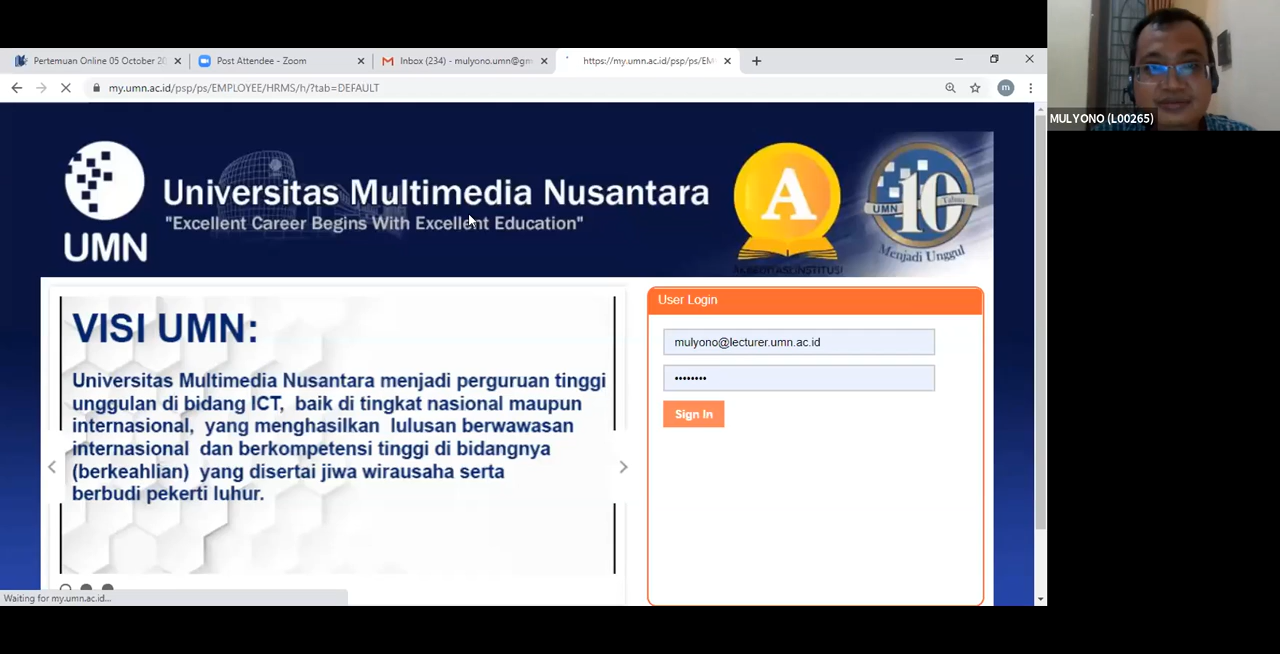 Pertemuan Online 05 October 20
Post Attendee - Zoom
Inbox (234) - mulyono.umn@gm
https://my.umn.ac.id/psp/ps/EM
my.umn.ac.id/psp/ps/EMPLOYEE/HRMS/h/?tab=DEFAULT
m
MULYONO (L00265)
UMN
Universitas Multimedia Nusantara
"Excellent Career Begins With Excellent Education"
A
AKREDITASI INSTITUSI
UMN 10 Tahun
Menjadi Unggul
VISI UMN:
Universitas Multimedia Nusantara menjadi perguruan tinggi
unggulan di bidang ICT, baik di tingkat nasional maupun
internasional, yang menghasilkan lulusan berwawasan
internasional dan berkompetensi tinggi di bidangnya
(berkeahlian) yang disertai jiwa wirausaha serta
berbudi pekerti luhur.
User Login
mulyono@lecturer.umn.ac.id
••••••••
Sign In
Waiting for my.umn.ac.id...